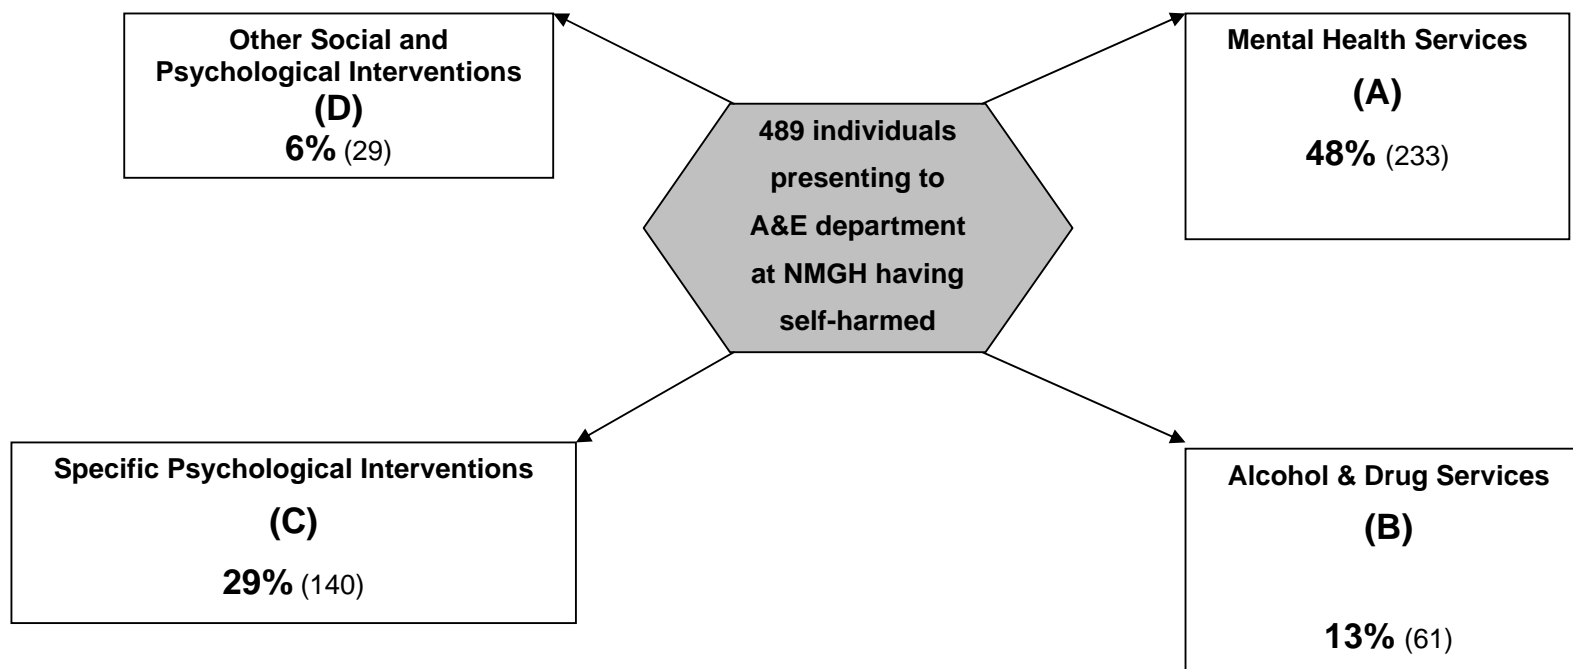 Other Social and
Psychological Interventions
(D)
6% (29)
Mental Health Services
(A)
48% (233)
489 individuals
presenting to
A&E department
at NMGH having
self-harmed
Specific Psychological Interventions
(C)
29% (140)
Alcohol & Drug Services
(B)
13% (61)